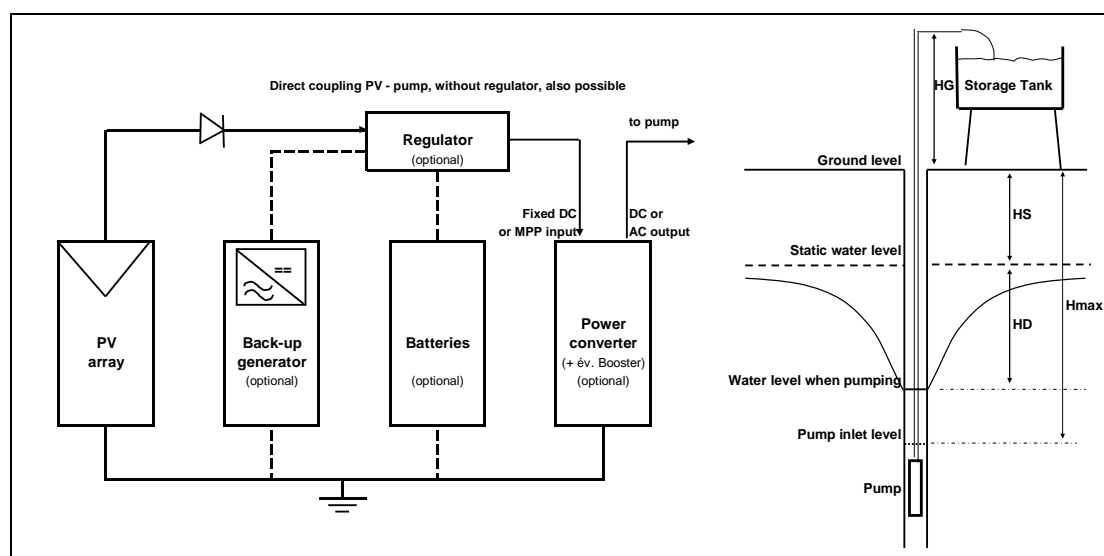 Direct coupling PV - pump, without regulator, also possible
Regulator
(optional)
to pump
Fixed DC
or MPP input
DC or
AC output
PV
array
==
Back-up
generator
(optional)
Batteries
(optional)
Power
converter
(+ év. Booster)
(optional)
HG
Storage Tank
Ground level
HS
Static water level
Hmax
HD
Water level when pumping
Pump inlet level
Pump